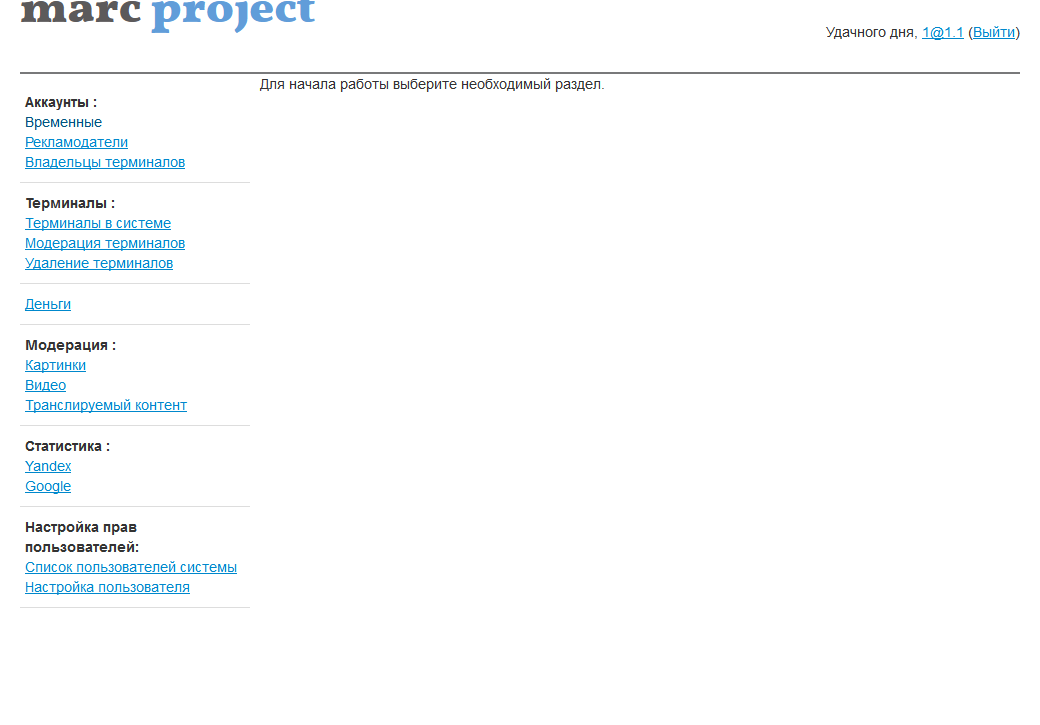 marc project
Удачного дня, 1@1.1 (Выйти)
Для начала работы выберите необходимый раздел.
Аккаунты :
Временные
Рекламодатели
Владельцы терминалов
Терминалы :
Терминалы в системе
Модерация терминалов
Удаление терминалов
Деньги
Модерация :
Картинки
Видео
Транслируемый контент
Статистика :
Yandex
Google
Настройка прав
пользователей:
Список пользователей системы
Настройка пользователя